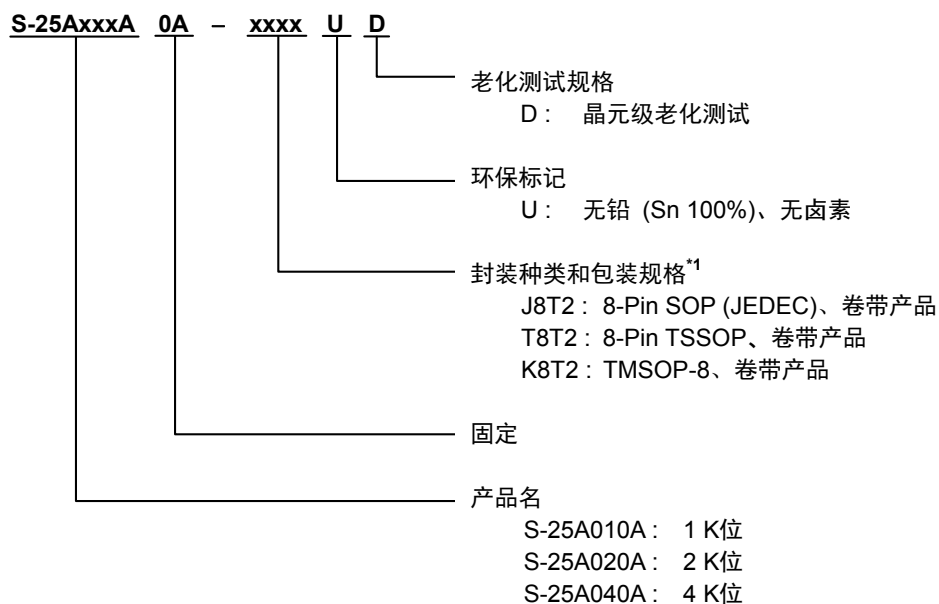 S-25AxxxA 0A – xxxx U D
老化测试规格
D : 晶元级老化测试
环保标记
U : 无铅 (Sn 100%)、无卤素
封装种类和包装规格*1
J8T2 : 8-Pin SOP (JEDEC)、卷带产品
T8T2 : 8-Pin TSSOP、卷带产品
K8T2 : TMSOP-8、卷带产品
固定
产品名
S-25A010A : 1 K位
S-25A020A : 2 K位
S-25A040A : 4 K位